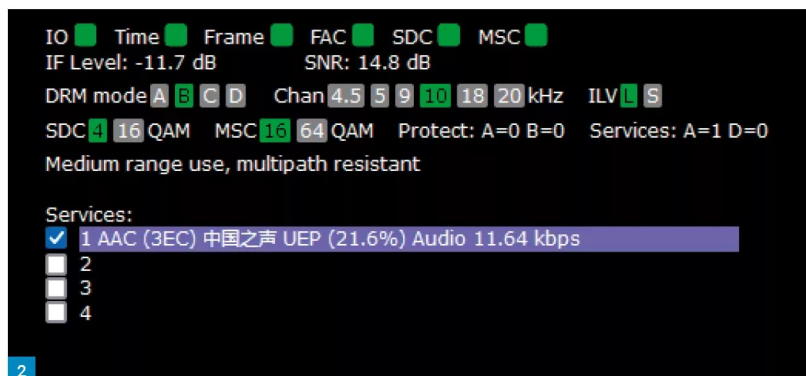 IO Time Frame FAC SDC MSC
IF Level: -11.7 dB SNR: 14.8 dB
DRM mode A B C D Chan 4.5 5 9 10 18 20 kHz ILV L S
SDC 4 16 QAM MSC 16 64 QAM Protect: A=0 B=0 Services: A=1 D=0
Medium range use, multipath resistant
Services:
1 AAC (3EC) 中国之声 UEP (21.6%) Audio 11.64 kbps
2
3
4
2